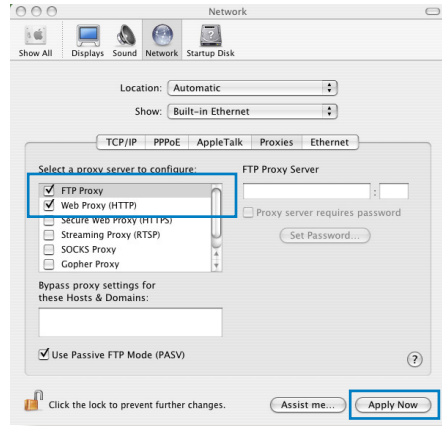 Network
Show All Displays Sound Network Startup Disk
Location: Automatic
Show: Built-in Ethernet
TCP/IP PPPoE AppleTalk Proxies Ethernet
Select a proxy server to configure: FTP Proxy Server
FTP Proxy
Web Proxy (HTTP) :
Secure Web Proxy (HTTPS) Proxy server requires password
Streaming Proxy (RTSP) Set Password...
SOCKS Proxy
Gopher Proxy
Bypass proxy settings for
these Hosts & Domains:
Use Passive FTP Mode (PASV) ?
Click the lock to prevent further changes. Assist me... Apply Now